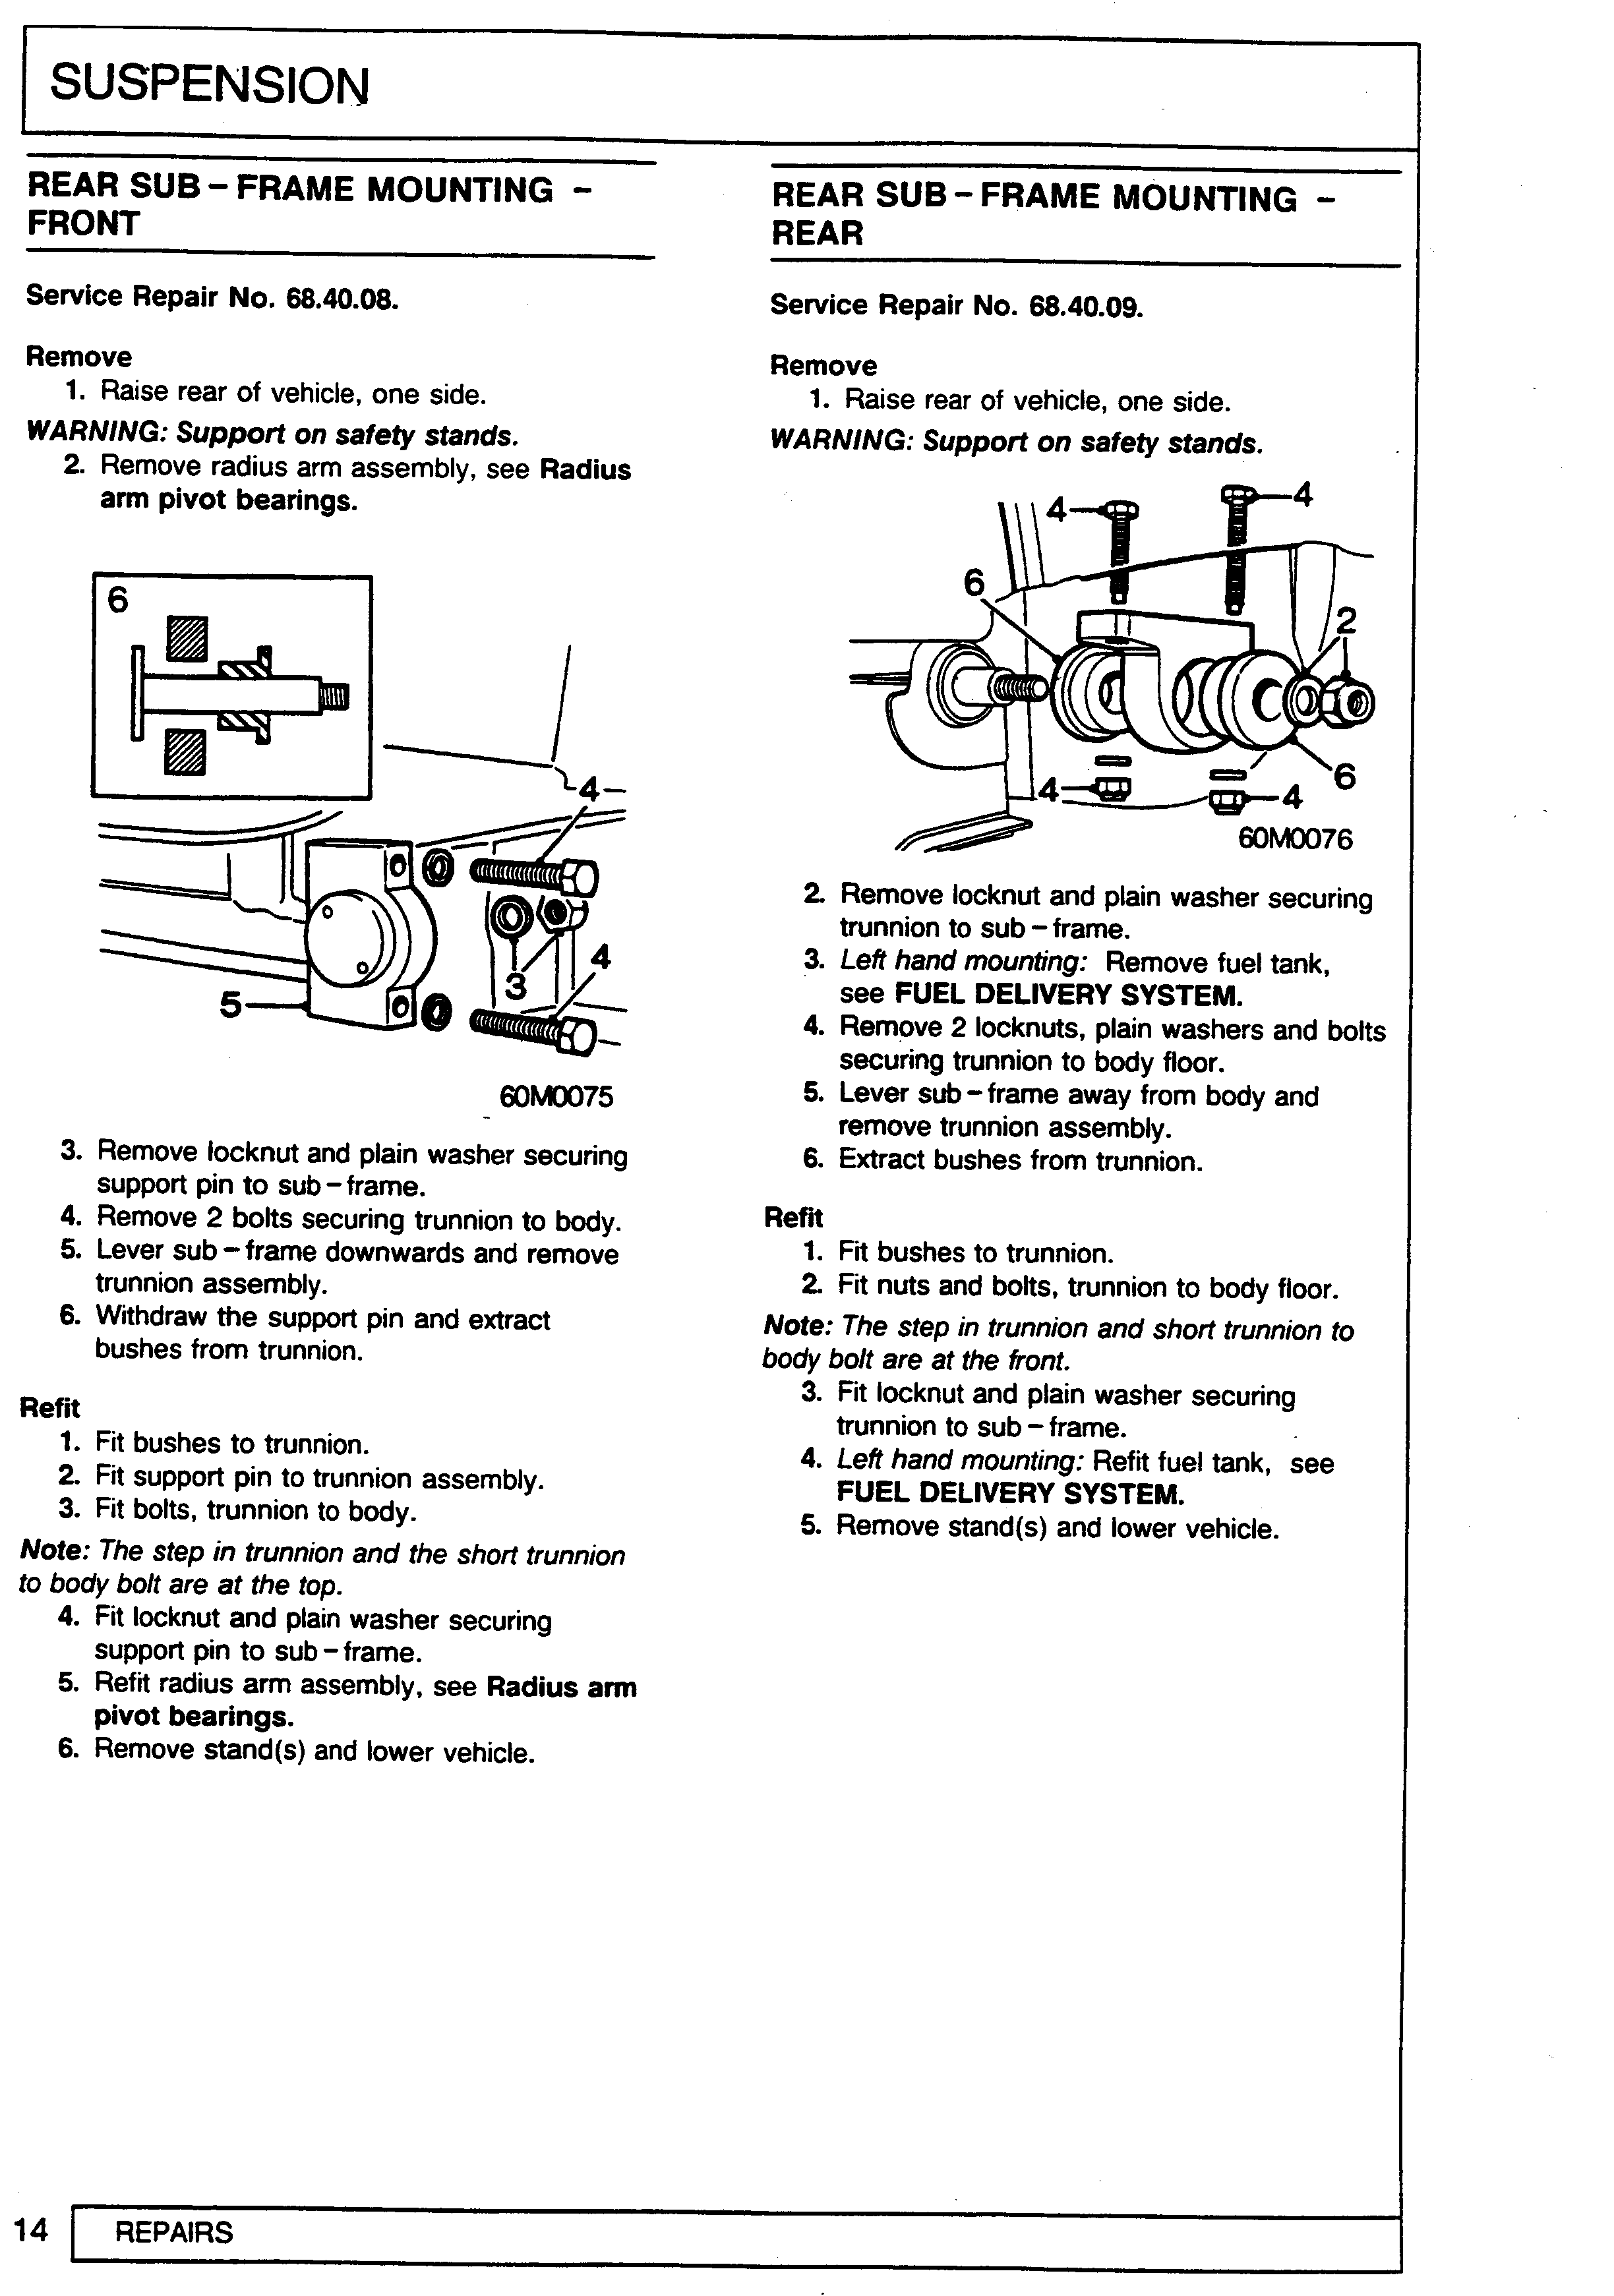 SUSPENSION
REAR SUB – FRAME MOUNTING –
FRONT
Service Repair No. 68.40.08.
Remove
1. Raise rear of vehicle, one side.
WARNING: Support on safety stands.
2. Remove radius arm assembly, see Radius
arm pivot bearings.
6
4
3
4
5
60M0075
3. Remove locknut and plain washer securing
support pin to sub – frame.
4. Remove 2 bolts securing trunnion to body.
5. Lever sub – frame downwards and remove
trunnion assembly.
6. Withdraw the support pin and extract
bushes from trunnion.
Refit
1. Fit bushes to trunnion.
2. Fit support pin to trunnion assembly.
3. Fit bolts, trunnion to body.
Note: The step in trunnion and the short trunnion
to body bolt are at the top.
4. Fit locknut and plain washer securing
support pin to sub – frame.
5. Refit radius arm assembly, see Radius arm
pivot bearings.
6. Remove stand(s) and lower vehicle.
REAR SUB – FRAME MOUNTING –
REAR
Service Repair No. 68.40.09.
Remove
1. Raise rear of vehicle, one side.
WARNING: Support on safety stands.
4
4
6
2
6
4
4
60M0076
2. Remove locknut and plain washer securing
trunnion to sub – frame.
3. Left hand mounting: Remove fuel tank,
see FUEL DELIVERY SYSTEM.
4. Remove 2 locknuts, plain washers and bolts
securing trunnion to body floor.
5. Lever sub – frame away from body and
remove trunnion assembly.
6. Extract bushes from trunnion.
Refit
1. Fit bushes to trunnion.
2. Fit nuts and bolts, trunnion to body floor.
Note: The step in trunnion and short trunnion to
body bolt are at the front.
3. Fit locknut and plain washer securing
trunnion to sub – frame.
4. Left hand mounting: Refit fuel tank, see
FUEL DELIVERY SYSTEM.
5. Remove stand(s) and lower vehicle.
14
REPAIRS